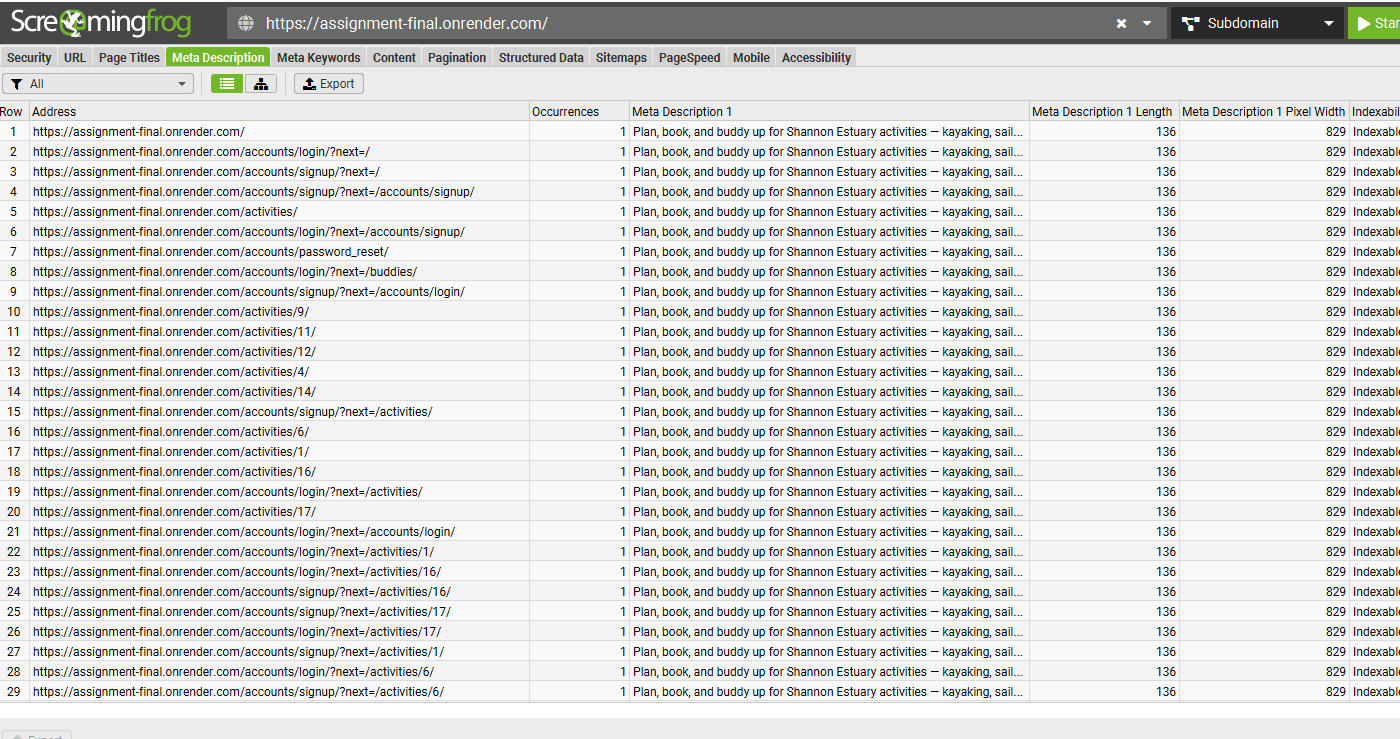 Screamingfrog https://assignment-final.onrender.com/ Subdomain Star
Security URL Page Titles Meta Description Meta Keywords Content Pagination Structured Data Sitemaps PageSpeed Mobile Accessibility
All Export
Row Address Occurrences Meta Description 1 Meta Description 1 Length Meta Description 1 Pixel Width Indexabil
1 https://assignment-final.onrender.com/ 1 Plan, book, and buddy up for Shannon Estuary activities — kayaking, sail... 136 829 Indexable
2 https://assignment-final.onrender.com/accounts/login/?next=/ 1 Plan, book, and buddy up for Shannon Estuary activities — kayaking, sail... 136 829 Indexable
3 https://assignment-final.onrender.com/accounts/signup/?next=/ 1 Plan, book, and buddy up for Shannon Estuary activities — kayaking, sail... 136 829 Indexable
4 https://assignment-final.onrender.com/accounts/signup/?next=/accounts/signup/ 1 Plan, book, and buddy up for Shannon Estuary activities — kayaking, sail... 136 829 Indexable
5 https://assignment-final.onrender.com/activities/ 1 Plan, book, and buddy up for Shannon Estuary activities — kayaking, sail... 136 829 Indexable
6 https://assignment-final.onrender.com/accounts/login/?next=/accounts/signup/ 1 Plan, book, and buddy up for Shannon Estuary activities — kayaking, sail... 136 829 Indexable
7 https://assignment-final.onrender.com/accounts/password_reset/ 1 Plan, book, and buddy up for Shannon Estuary activities — kayaking, sail... 136 829 Indexable
8 https://assignment-final.onrender.com/accounts/login/?next=/buddies/ 1 Plan, book, and buddy up for Shannon Estuary activities — kayaking, sail... 136 829 Indexable
9 https://assignment-final.onrender.com/accounts/signup/?next=/accounts/login/ 1 Plan, book, and buddy up for Shannon Estuary activities — kayaking, sail... 136 829 Indexable
10 https://assignment-final.onrender.com/activities/9/ 1 Plan, book, and buddy up for Shannon Estuary activities — kayaking, sail... 136 829 Indexable
11 https://assignment-final.onrender.com/activities/11/ 1 Plan, book, and buddy up for Shannon Estuary activities — kayaking, sail... 136 829 Indexable
12 https://assignment-final.onrender.com/activities/12/ 1 Plan, book, and buddy up for Shannon Estuary activities — kayaking, sail... 136 829 Indexable
13 https://assignment-final.onrender.com/activities/4/ 1 Plan, book, and buddy up for Shannon Estuary activities — kayaking, sail... 136 829 Indexable
14 https://assignment-final.onrender.com/activities/14/ 1 Plan, book, and buddy up for Shannon Estuary activities — kayaking, sail... 136 829 Indexable
15 https://assignment-final.onrender.com/accounts/signup/?next=/activities/ 1 Plan, book, and buddy up for Shannon Estuary activities — kayaking, sail... 136 829 Indexable
16 https://assignment-final.onrender.com/activities/6/ 1 Plan, book, and buddy up for Shannon Estuary activities — kayaking, sail... 136 829 Indexable
17 https://assignment-final.onrender.com/activities/1/ 1 Plan, book, and buddy up for Shannon Estuary activities — kayaking, sail... 136 829 Indexable
18 https://assignment-final.onrender.com/activities/16/ 1 Plan, book, and buddy up for Shannon Estuary activities — kayaking, sail... 136 829 Indexable
19 https://assignment-final.onrender.com/accounts/login/?next=/activities/ 1 Plan, book, and buddy up for Shannon Estuary activities — kayaking, sail... 136 829 Indexable
20 https://assignment-final.onrender.com/activities/17/ 1 Plan, book, and buddy up for Shannon Estuary activities — kayaking, sail... 136 829 Indexable
21 https://assignment-final.onrender.com/accounts/login/?next=/accounts/login/ 1 Plan, book, and buddy up for Shannon Estuary activities — kayaking, sail... 136 829 Indexable
22 https://assignment-final.onrender.com/accounts/login/?next=/activities/1/ 1 Plan, book, and buddy up for Shannon Estuary activities — kayaking, sail... 136 829 Indexable
23 https://assignment-final.onrender.com/accounts/login/?next=/activities/16/ 1 Plan, book, and buddy up for Shannon Estuary activities — kayaking, sail... 136 829 Indexable
24 https://assignment-final.onrender.com/accounts/signup/?next=/activities/16/ 1 Plan, book, and buddy up for Shannon Estuary activities — kayaking, sail... 136 829 Indexable
25 https://assignment-final.onrender.com/accounts/signup/?next=/activities/17/ 1 Plan, book, and buddy up for Shannon Estuary activities — kayaking, sail... 136 829 Indexable
26 https://assignment-final.onrender.com/accounts/login/?next=/activities/17/ 1 Plan, book, and buddy up for Shannon Estuary activities — kayaking, sail... 136 829 Indexable
27 https://assignment-final.onrender.com/accounts/signup/?next=/activities/1/ 1 Plan, book, and buddy up for Shannon Estuary activities — kayaking, sail... 136 829 Indexable
28 https://assignment-final.onrender.com/accounts/login/?next=/activities/6/ 1 Plan, book, and buddy up for Shannon Estuary activities — kayaking, sail... 136 829 Indexable
29 https://assignment-final.onrender.com/accounts/signup/?next=/activities/6/ 1 Plan, book, and buddy up for Shannon Estuary activities — kayaking, sail... 136 829 Indexable
Export